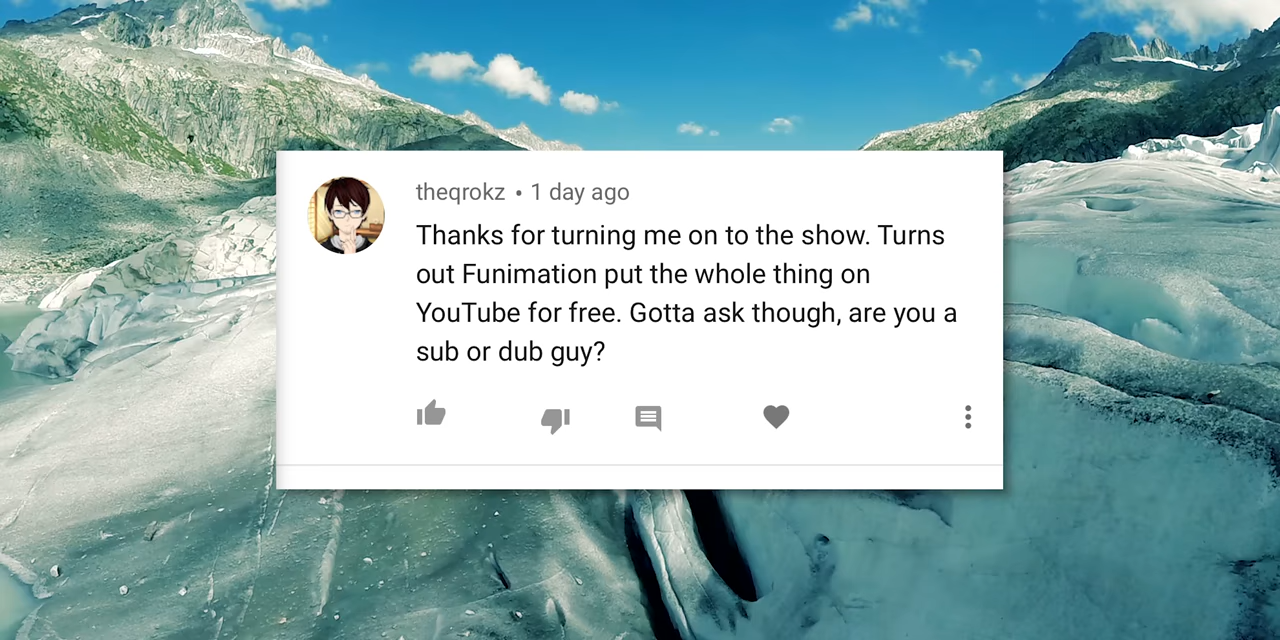 theqrokz • 1 day ago
Thanks for turning me on to the show. Turns
out Funimation put the whole thing on
YouTube for free. Gotta ask though, are you a
sub or dub guy?